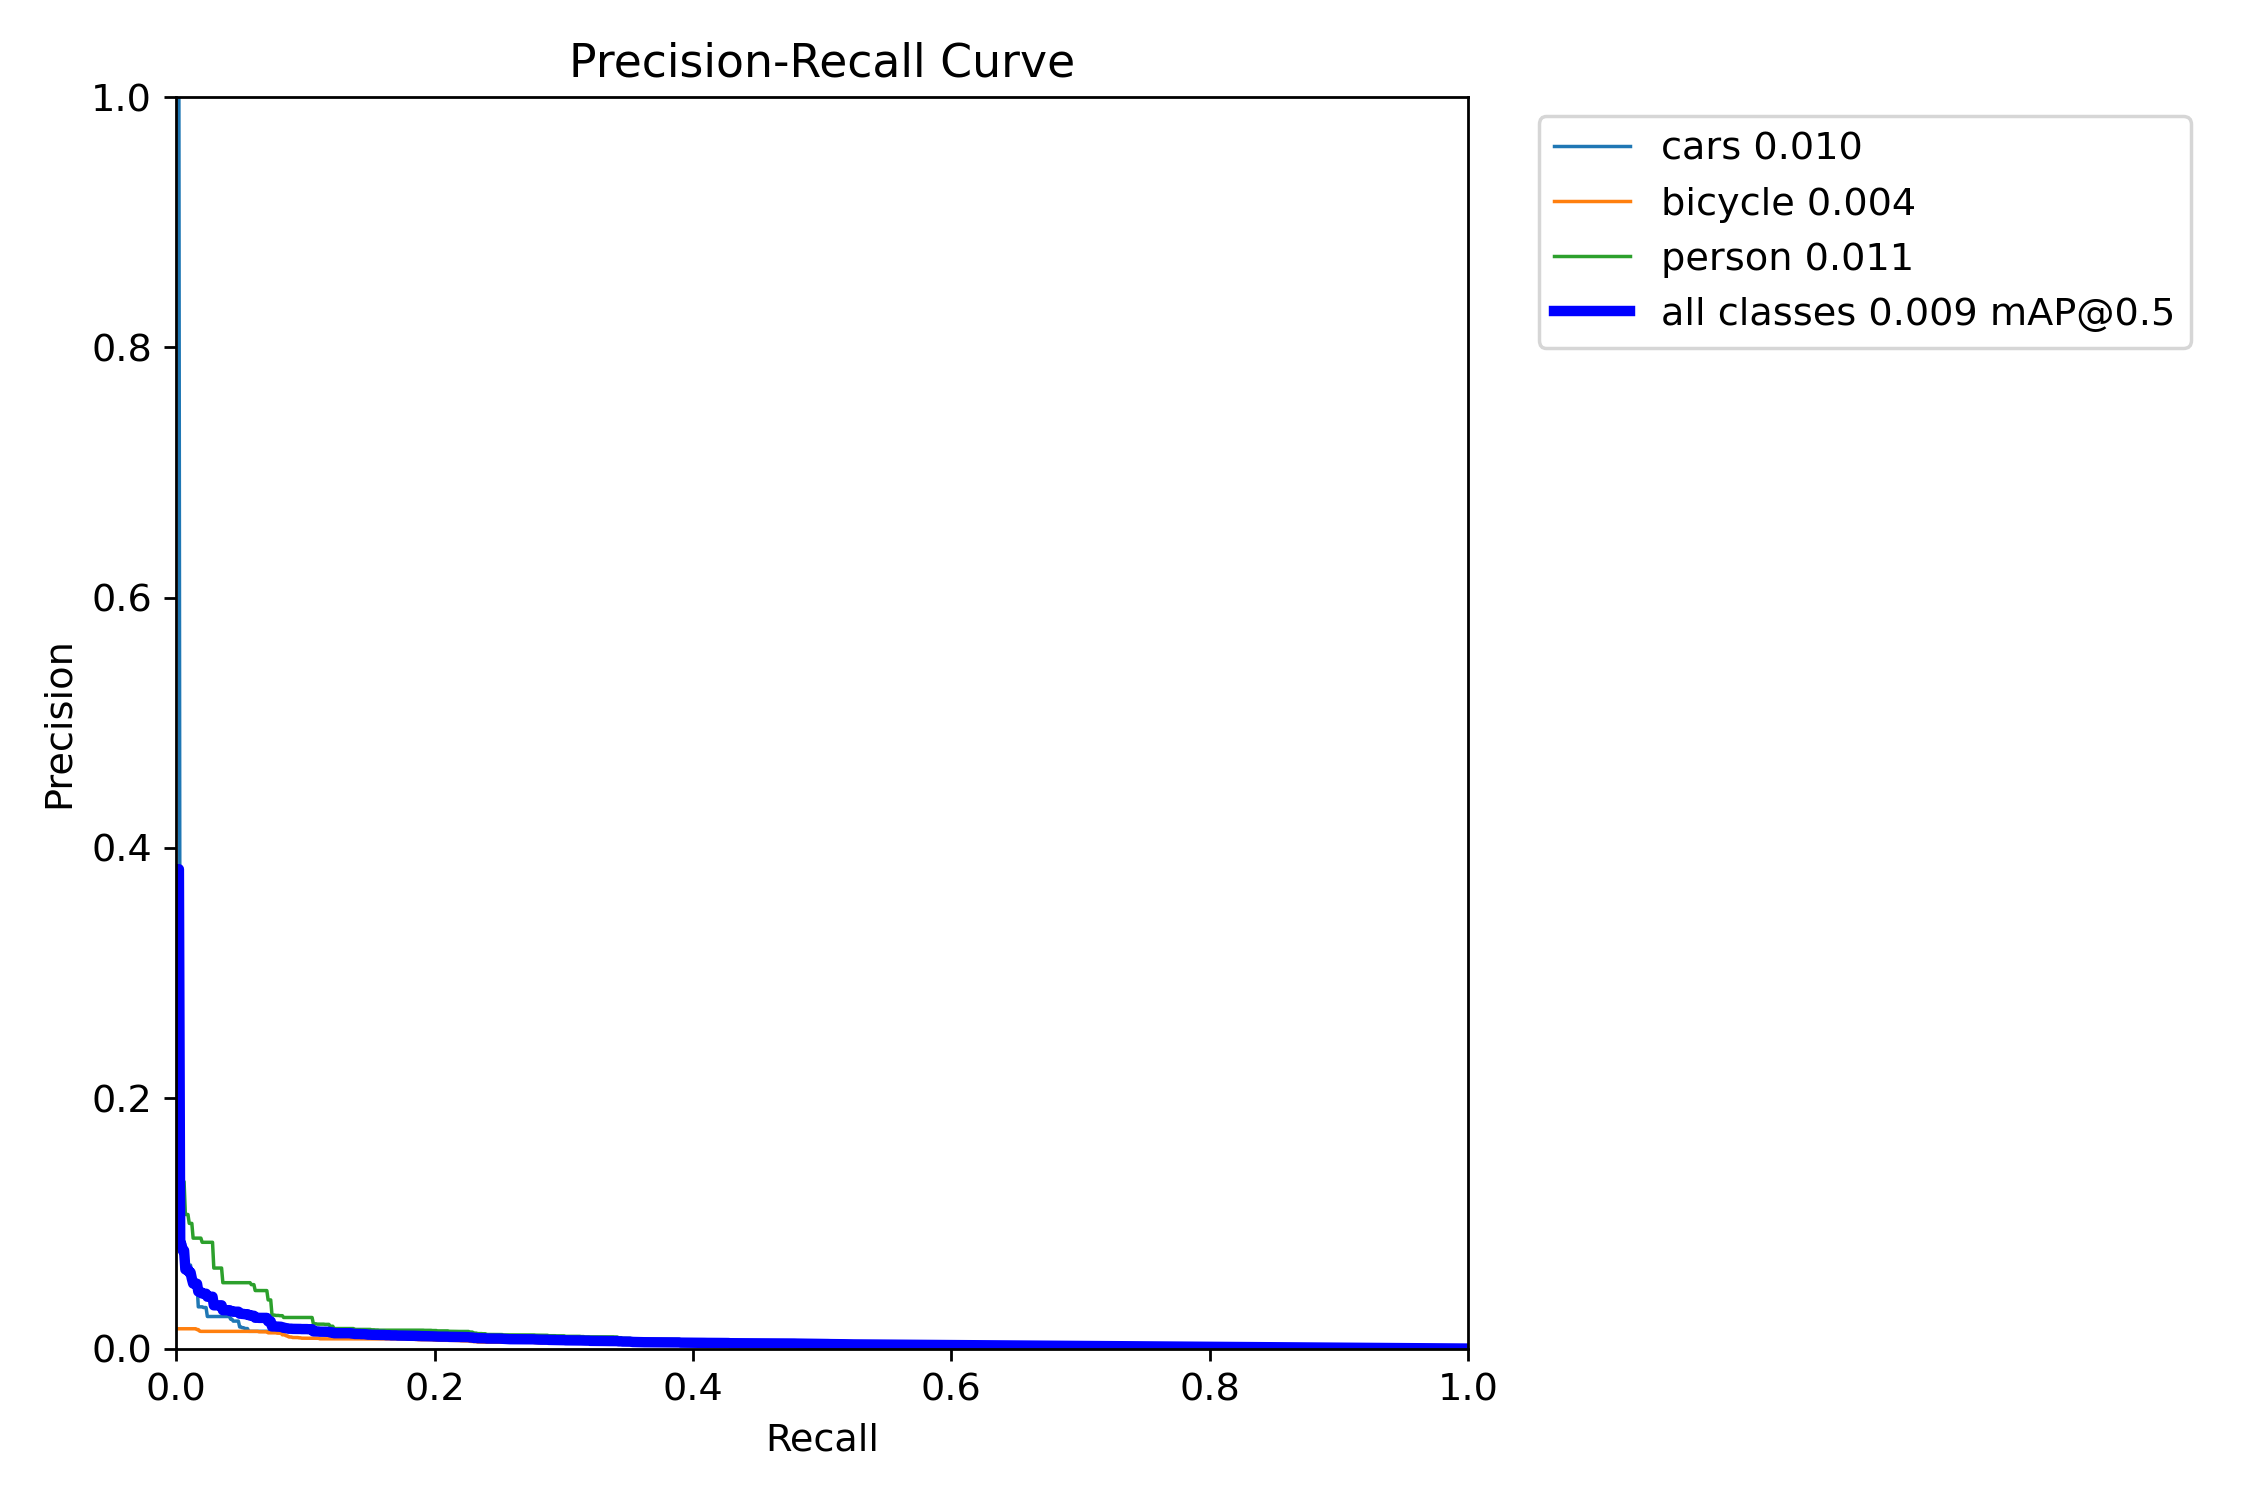 Precision-Recall Curve
1.0
0.8
0.6
0.4
0.2
0.0
Precision
0.0 0.2 0.4 0.6 0.8 1.0
Recall
cars 0.010
bicycle 0.004
person 0.011
all classes 0.009 mAP@0.5